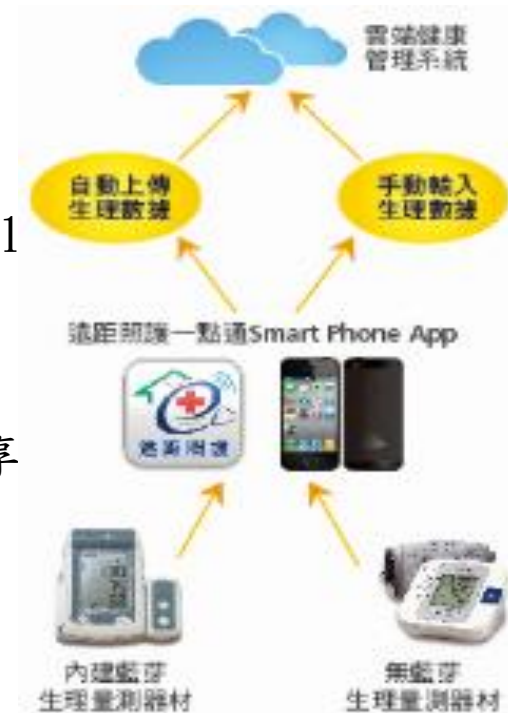 雲端健康
管理系統
自動上傳
生理數據
手動輸入
生理數據
1
遠距照護一點通Smart Phone App
遠距照護
享
內建藍芽
生理量測器材
無藍芽
生理量測器材